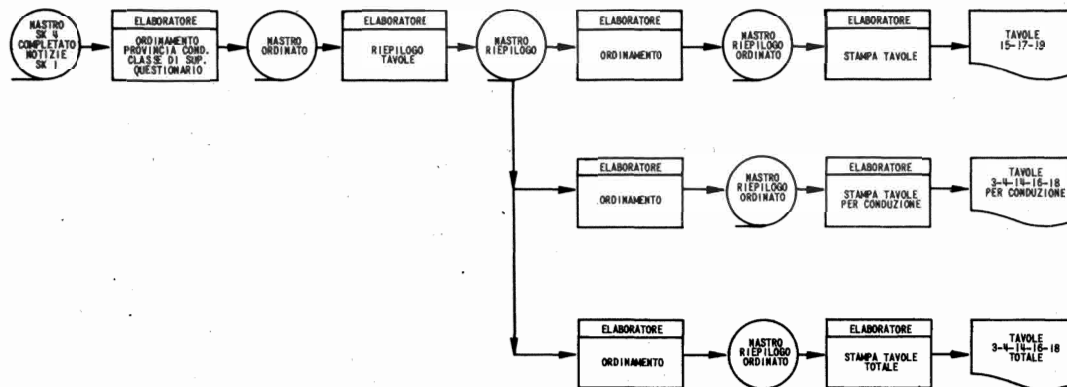 NASTRO
SK 4
COMPLETATO
NOTIZIE
SK 1
ELABORATORE
ORDINAMENTO
PROVINCIA COND.
CLASSE DI SUP.
QUESTIONARIO
NASTRO
ORDINATO
ELABORATORE
RIEPILOGO
TAVOLE
NASTRO
RIEPILOGO
ELABORATORE
ORDINAMENTO
NASTRO
RIEPILOGO
ORDINATO
ELABORATORE
STAMPA TAVOLE
TAVOLE
15-17-19
ELABORATORE
ORDINAMENTO
NASTRO
RIEPILOGO
ORDINATO
ELABORATORE
STAMPA TAVOLE
PER CONDUZIONE
TAVOLE
3-4-14-16-18
PER CONDUZIONE
ELABORATORE
ORDINAMENTO
NASTRO
RIEPILOGO
ORDINATO
ELABORATORE
STAMPA TAVOLE
TOTALE
TAVOLE
3-4-14-16-18
TOTALE